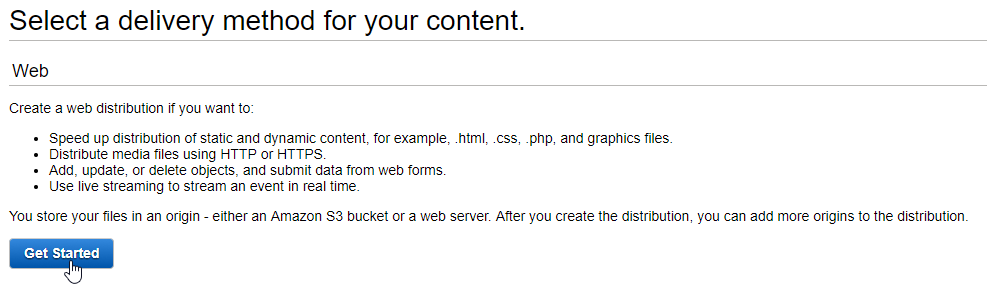 Select a delivery method for your content.
Web
Create a web distribution if you want to:
• Speed up distribution of static and dynamic content, for example, .html, .css, .php, and graphics files.
• Distribute media files using HTTP or HTTPS.
• Add, update, or delete objects, and submit data from web forms.
• Use live streaming to stream an event in real time.
You store your files in an origin - either an Amazon S3 bucket or a web server. After you create the distribution, you can add more origins to the distribution.
Get Started